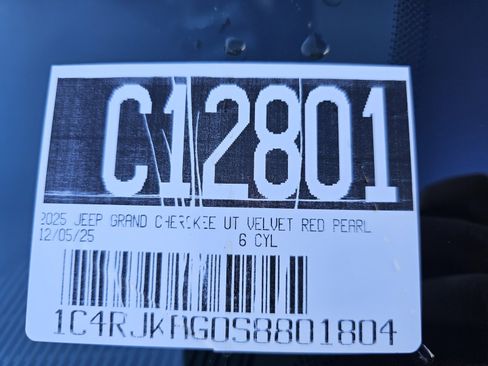 C12801
2025 JEEP GRAND CHEROKEE UT VELVET RED PEARL
12/05/25 6 CYL
1C4RJKAG0S8801804